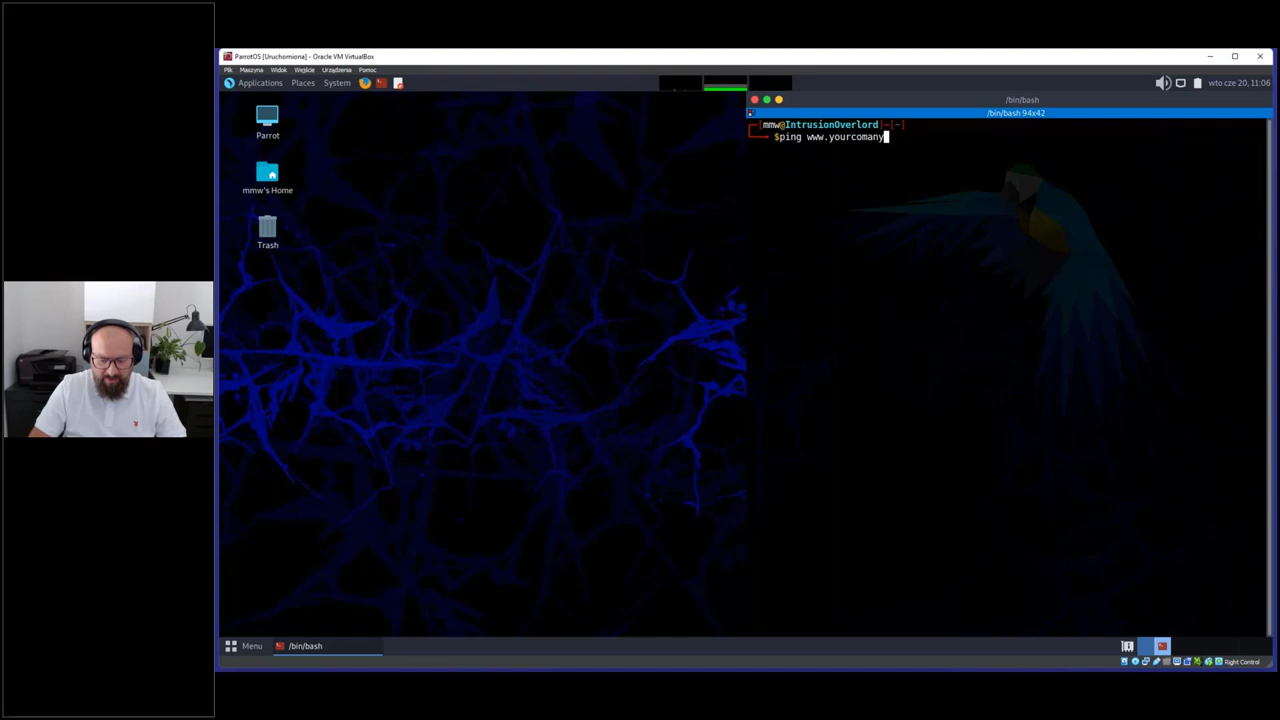 ParrotOS [Uruchomiona] - Oracle VM VirtualBox
Plik Maszyna Widok Wejście Urządzenia Pomoc
Applications Places System
wto cze 20, 11:06
/bin/bash
/bin/bash 94x42
[mmw@IntrusionOverlord]─[~]
$ping www.yourcomany
Parrot
mmw's Home
Trash
Menu
/bin/bash
Right Control